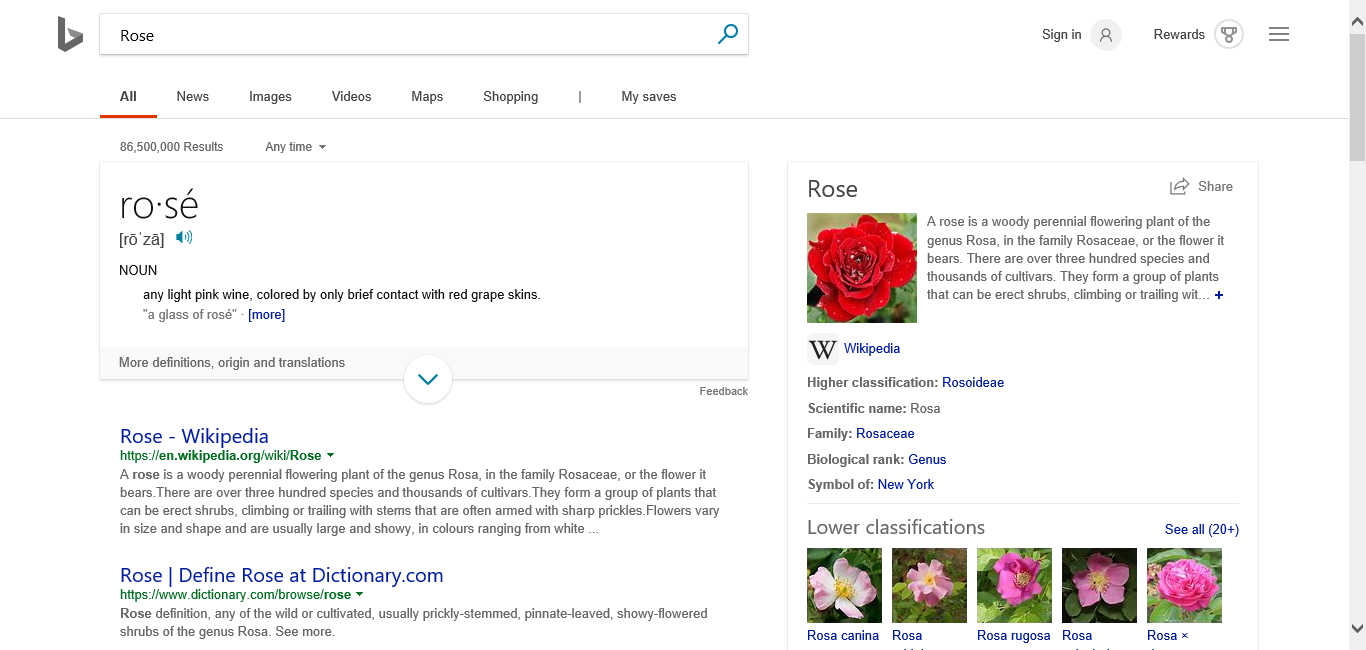 Rose
Sign in
Rewards
All
News
Images
Videos
Maps
Shopping
|
My saves
86,500,000 Results
Any time
ro·sé
[rōˈzā]
NOUN
any light pink wine, colored by only brief contact with red grape skins.
"a glass of rosé" · [more]
More definitions, origin and translations
Feedback
Rose - Wikipedia
https://en.wikipedia.org/wiki/Rose
A rose is a woody perennial flowering plant of the genus Rosa, in the family Rosaceae, or the flower it
bears.There are over three hundred species and thousands of cultivars.They form a group of plants that
can be erect shrubs, climbing or trailing with stems that are often armed with sharp prickles.Flowers vary
in size and shape and are usually large and showy, in colours ranging from white ...
Rose | Define Rose at Dictionary.com
https://www.dictionary.com/browse/rose
Rose definition, any of the wild or cultivated, usually prickly-stemmed, pinnate-leaved, showy-flowered
shrubs of the genus Rosa. See more.
Rose
Share
A rose is a woody perennial flowering plant of the
genus Rosa, in the family Rosaceae, or the flower it
bears. There are over three hundred species and
thousands of cultivars. They form a group of plants
that can be erect shrubs, climbing or trailing wit... +
W Wikipedia
Higher classification: Rosoideae
Scientific name: Rosa
Family: Rosaceae
Biological rank: Genus
Symbol of: New York
Lower classifications
See all (20+)
Rosa canina
Rosa
Rosa rugosa
Rosa
Rosa ×